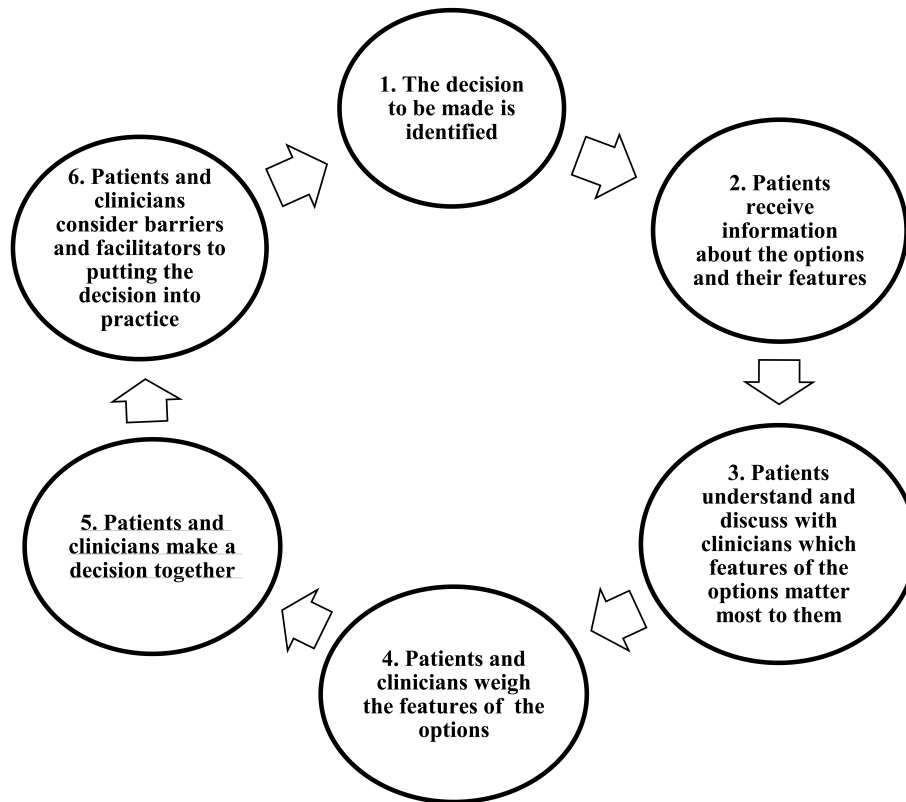 1. The decision
to be made is
identified
2. Patients
receive
information
about the options
and their features
3. Patients
understand and
discuss with
clinicians which
features of the
options matter
most to them
4. Patients and
clinicians weigh
the features of  the
options
5. Patients and
clinicians make a
decision together
6. Patients and
clinicians
consider barriers
and facilitators to
putting the
decision into
practice